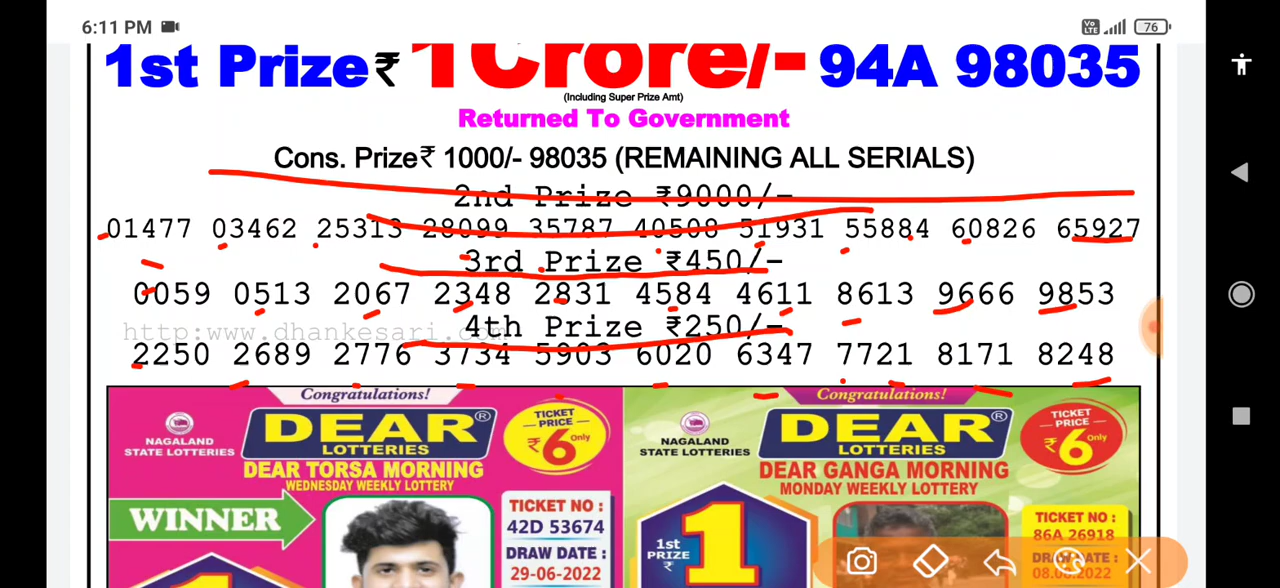 6:11 PM
Vo LTE 76
1st Prize ₹ 1Crore/- 94A 98035
(Including Super Prize Amt)
Returned To Government
Cons. Prize ₹ 1000/- 98035 (REMAINING ALL SERIALS)
2nd Prize ₹9000/-
01477 03462 25313 28099 35787 40508 51931 55884 60826 65927
3rd Prize ₹450/-
0059 0513 2067 2348 2831 4584 4611 8613 9666 9853
4th Prize ₹250/-
http:www.dhankesari.com
2250 2689 2776 3734 5903 6020 6347 7721 8171 8248
Congratulations!
NAGALAND
STATE LOTTERIES
DEAR®
LOTTERIES
TICKET
PRICE
₹6 Only
DEAR TORSA MORNING
WEDNESDAY WEEKLY LOTTERY
WINNER
TICKET NO :
42D 53674
DRAW DATE :
29-06-2022
Congratulations!
NAGALAND
STATE LOTTERIES
DEAR®
LOTTERIES
TICKET
PRICE
₹6 Only
DEAR GANGA MORNING
MONDAY WEEKLY LOTTERY
1st
PRIZE
₹
1
TICKET NO :
86A 26918